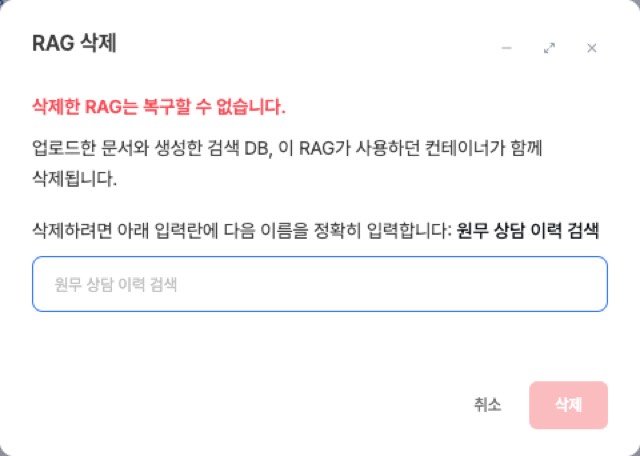 RAG 삭제
삭제한 RAG는 복구할 수 없습니다.
업로드한 문서와 생성한 검색 DB, 이 RAG가 사용하던 컨테이너가 함께
삭제됩니다.
삭제하려면 아래 입력란에 다음 이름을 정확히 입력합니다: 원무 상담 이력 검색
원무 상담 이력 검색
취소
삭제